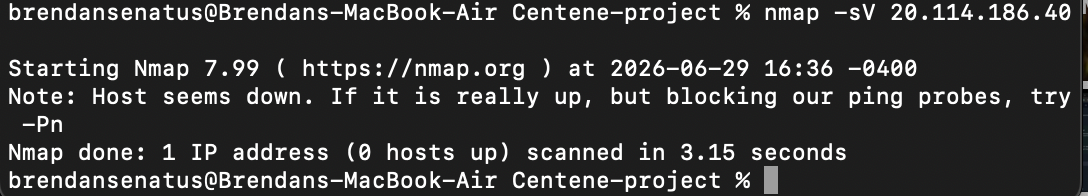 brendansenatus@Brendans-MacBook-Air Centene-project % nmap -sV 20.114.186.40
Starting Nmap 7.99 ( https://nmap.org ) at 2026-06-29 16:36 -0400
Note: Host seems down. If it is really up, but blocking our ping probes, try
 -Pn
Nmap done: 1 IP address (0 hosts up) scanned in 3.15 seconds
brendansenatus@Brendans-MacBook-Air Centene-project %